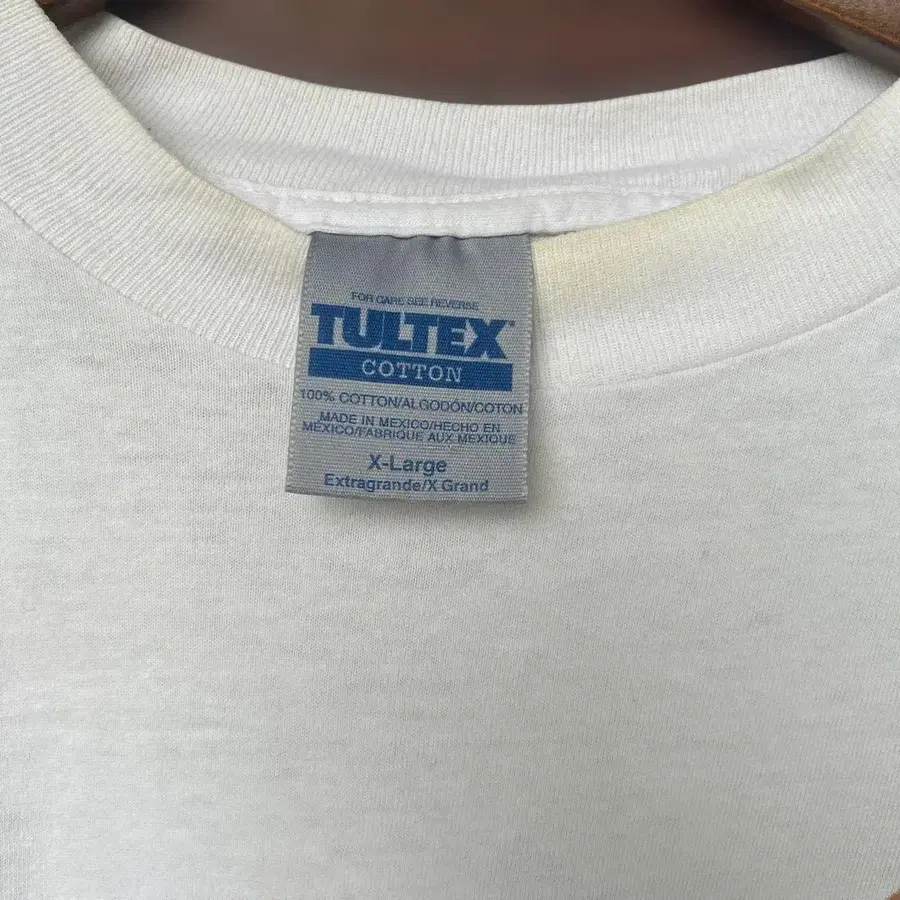 FOR CARE SEE REVERSE
TULTEX
COTTON
100% COTTON/ALGODÓN/COTON
MADE IN MEXICO/HECHO EN
MÉXICO/FABRIQUE AUX MEXIQUE
X-Large
Extragrande/X Grand